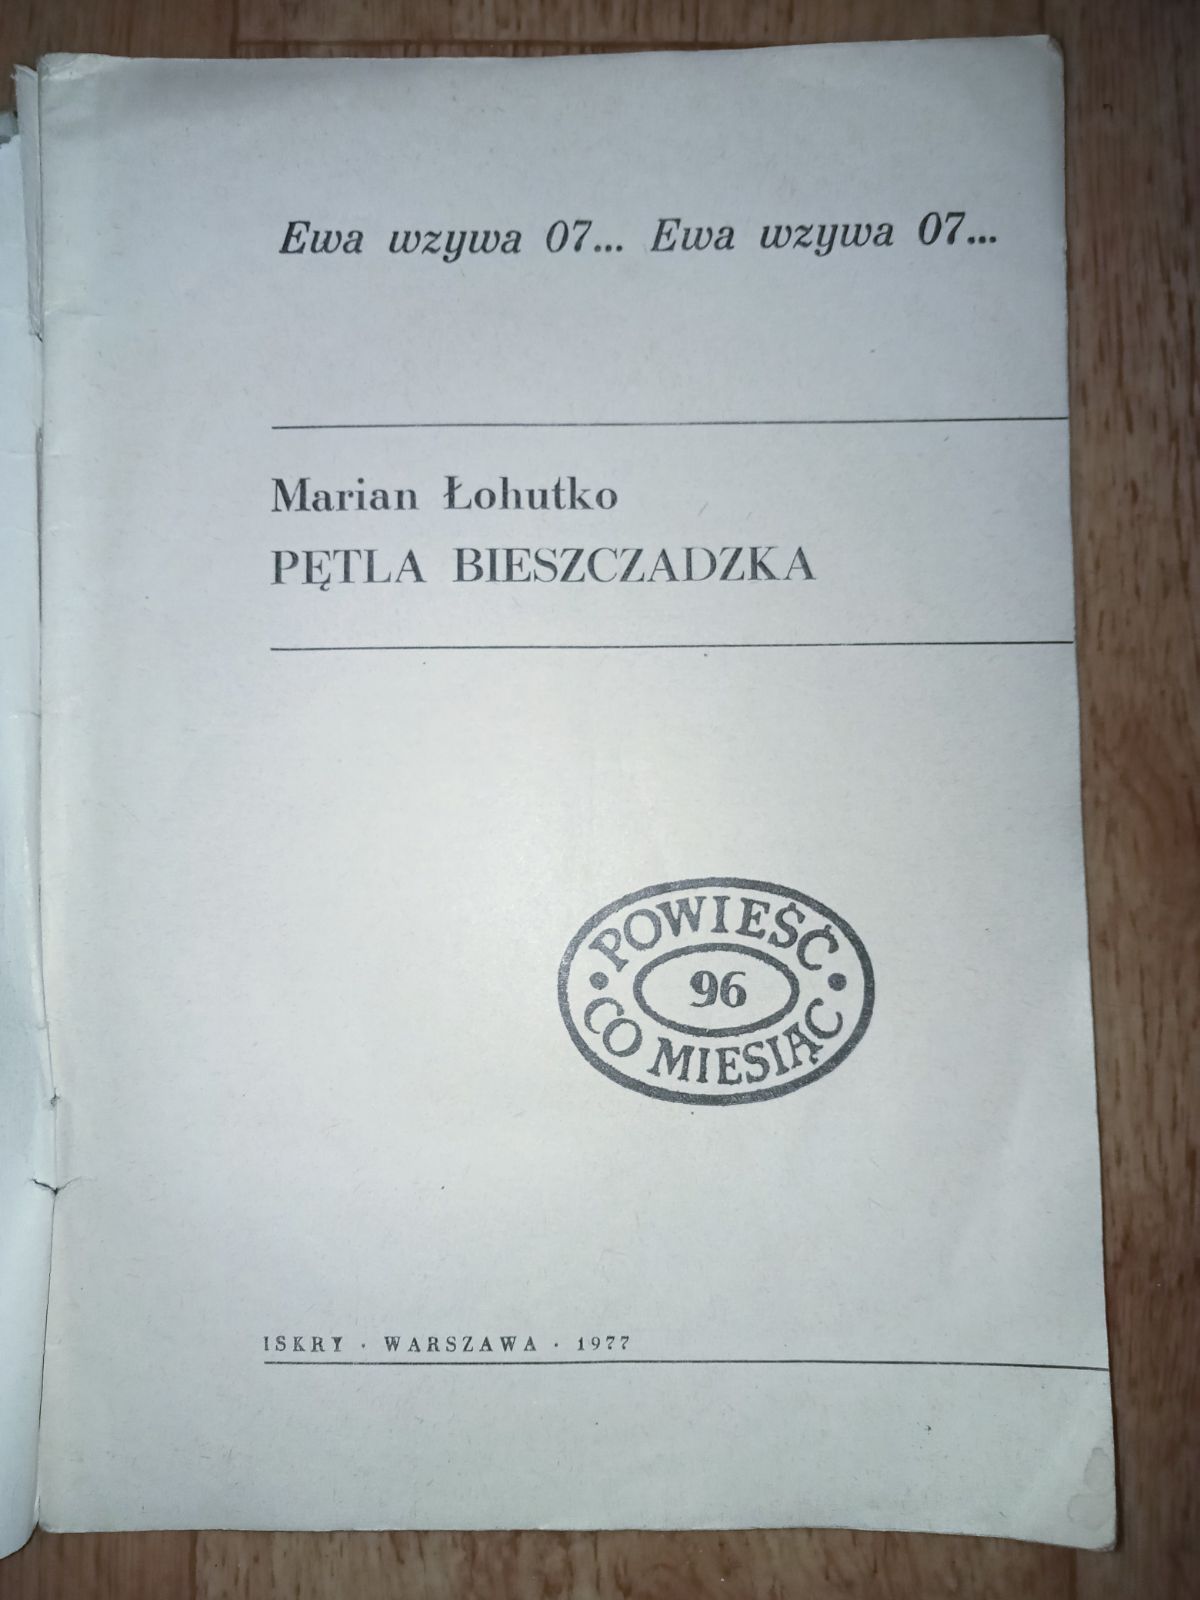 Ewa wzywa 07... Ewa wzywa 07...
Marian Łohutko
PĘTLA BIESZCZADZKA
POWIEŚĆ
96
CO MIESIĄC
ISKRY · WARSZAWA · 1977